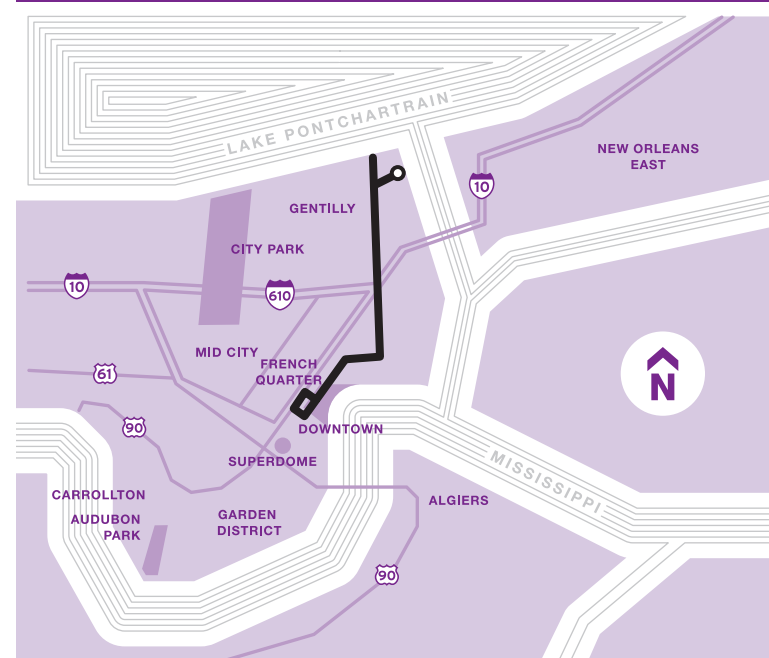 LAKE PONTCHARTRAIN
NEW ORLEANS
EAST
10
GENTILLY
CITY PARK
10
610
MID CITY
FRENCH
QUARTER
61
N
90
DOWNTOWN
SUPERDOME
MISSISSIPPI
CARROLLTON
ALGIERS
AUDUBON
PARK
GARDEN
DISTRICT
90